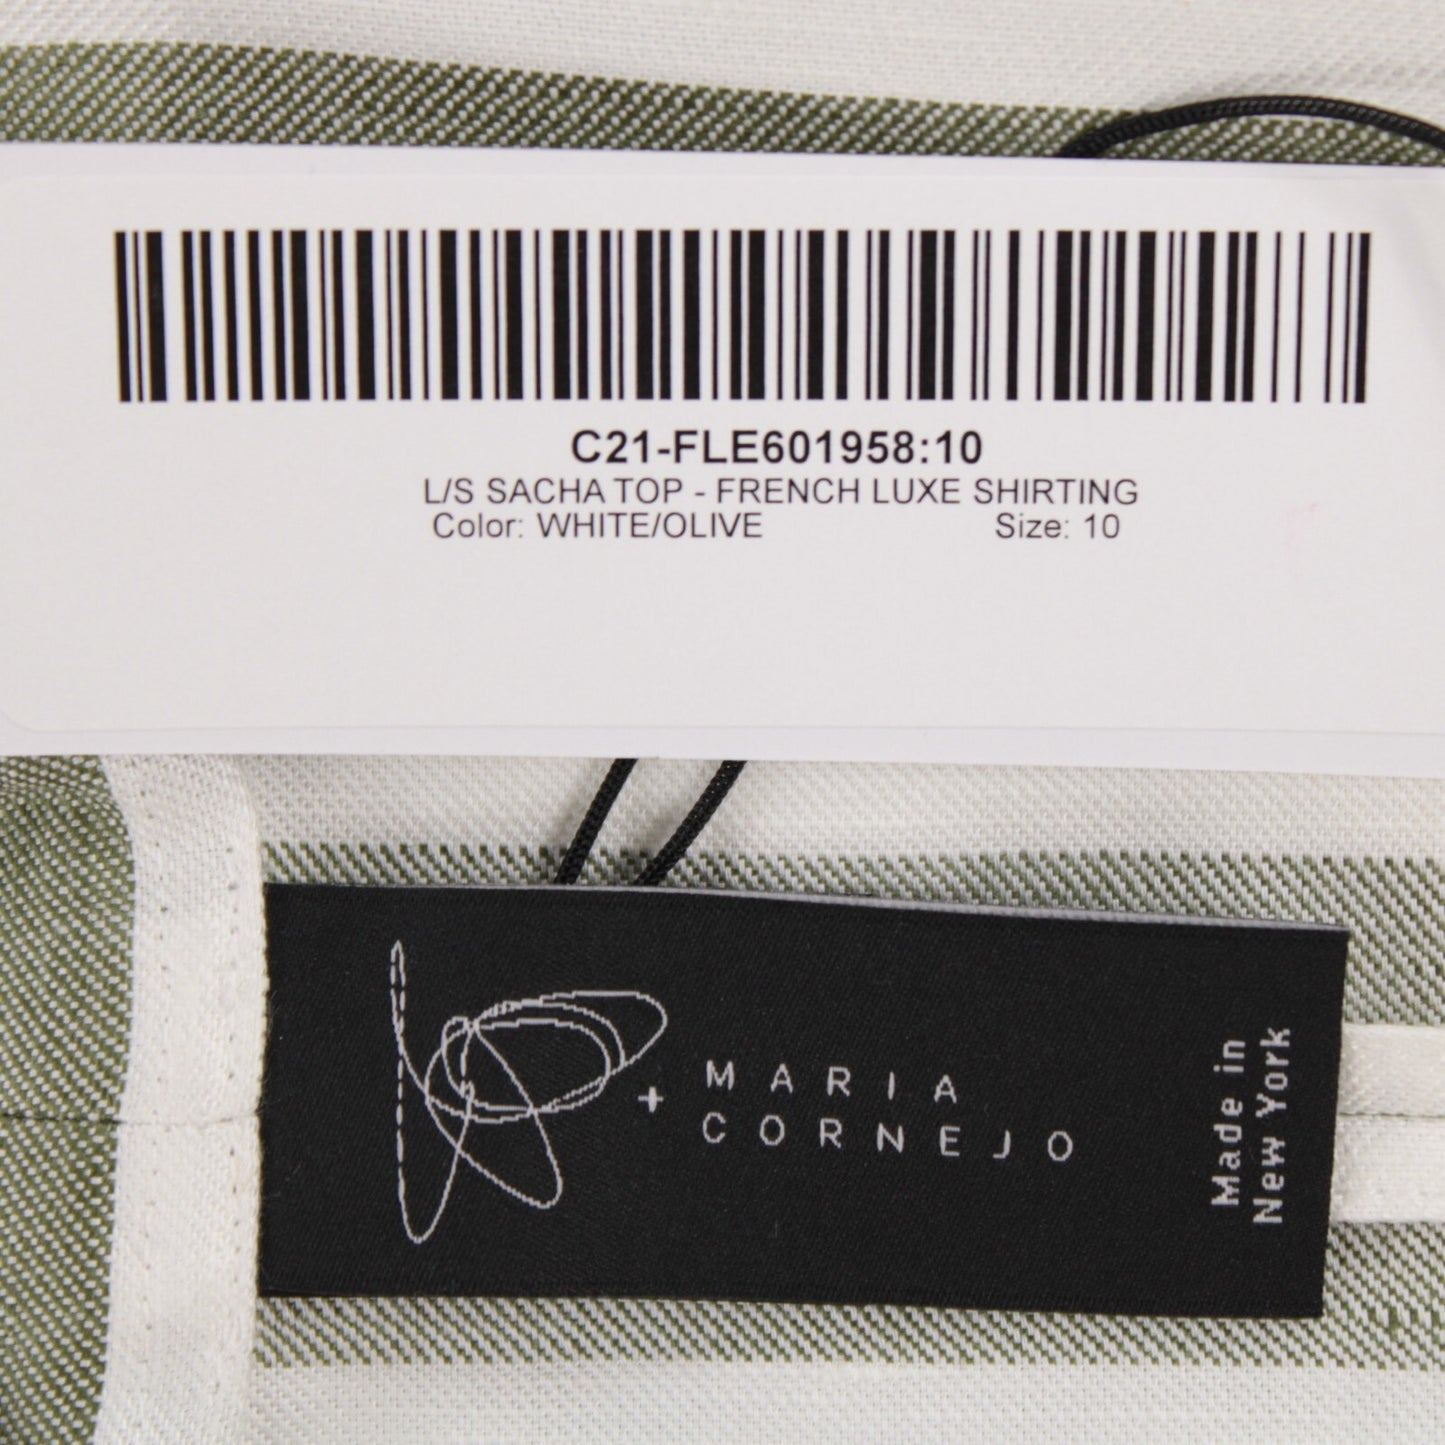 C21-FLE601958:10
L/S SACHA TOP - FRENCH LUXE SHIRTING
Color: WHITE/OLIVE Size: 10
+ MARIA
CORNEJO
Made in
New York